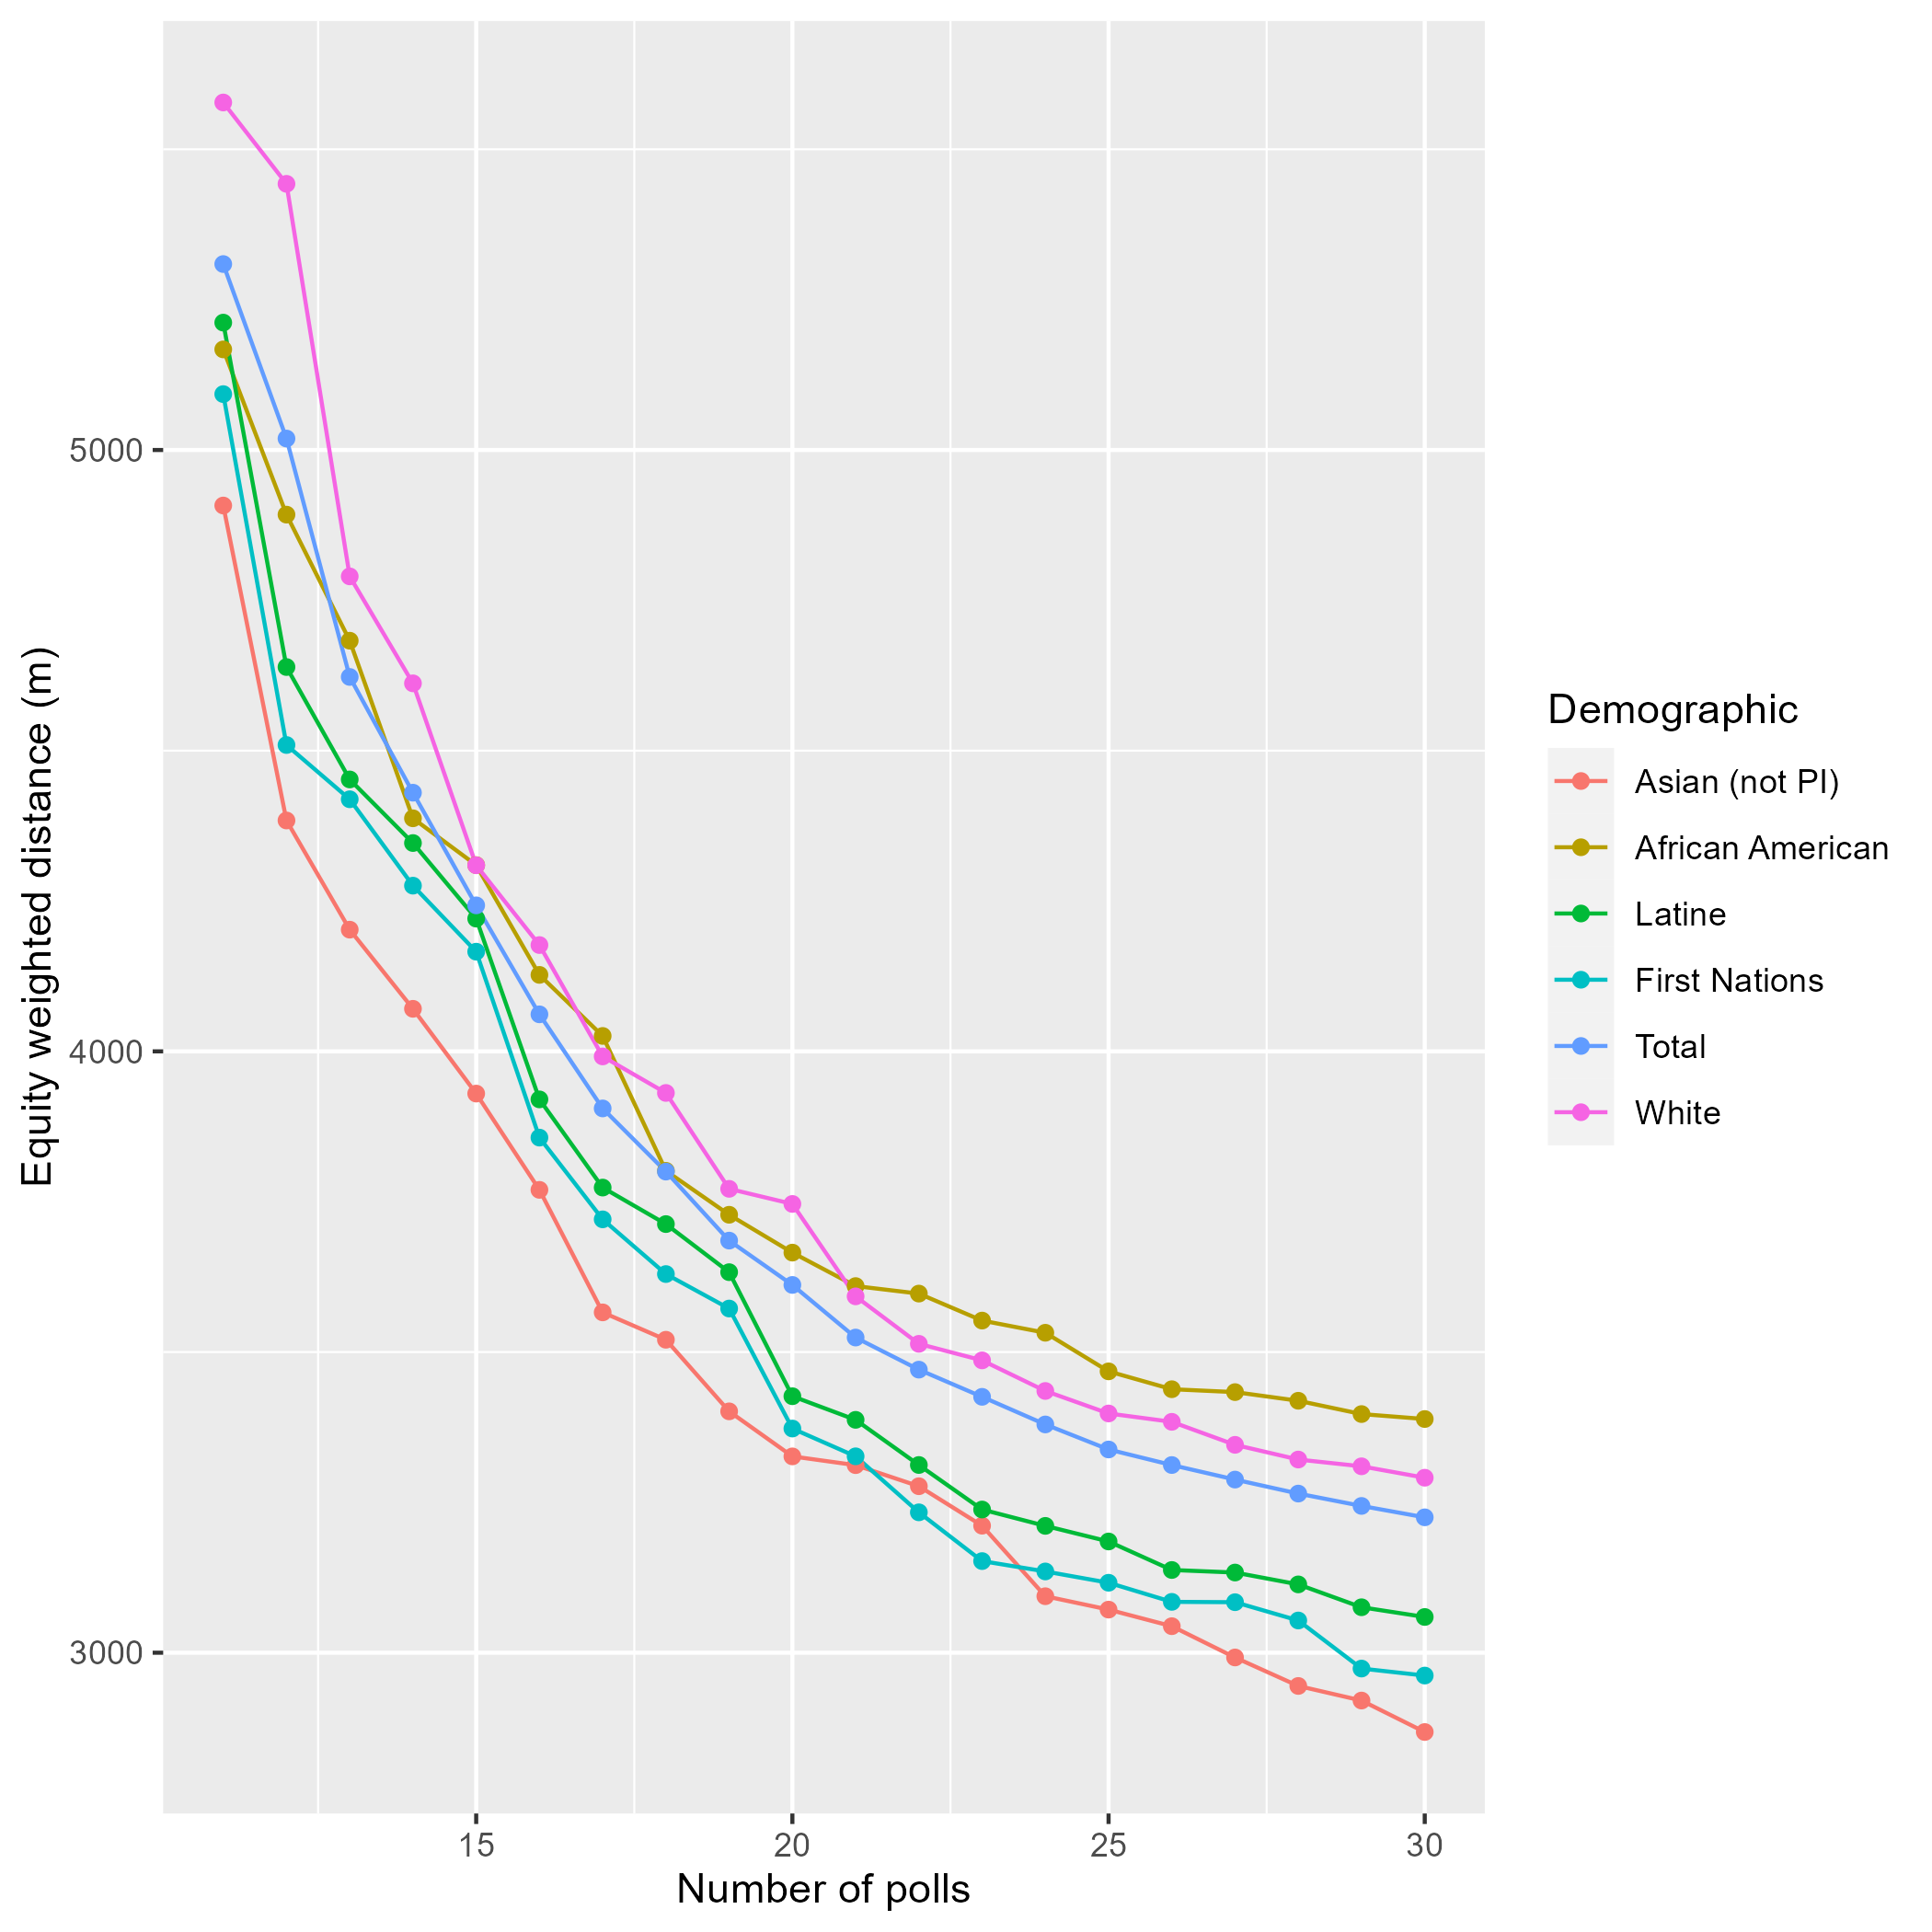 Equity weighted distance (m)
5000
4000
3000
15
20
25
30
Number of polls
Demographic
Asian (not PI)
African American
Latine
First Nations
Total
White